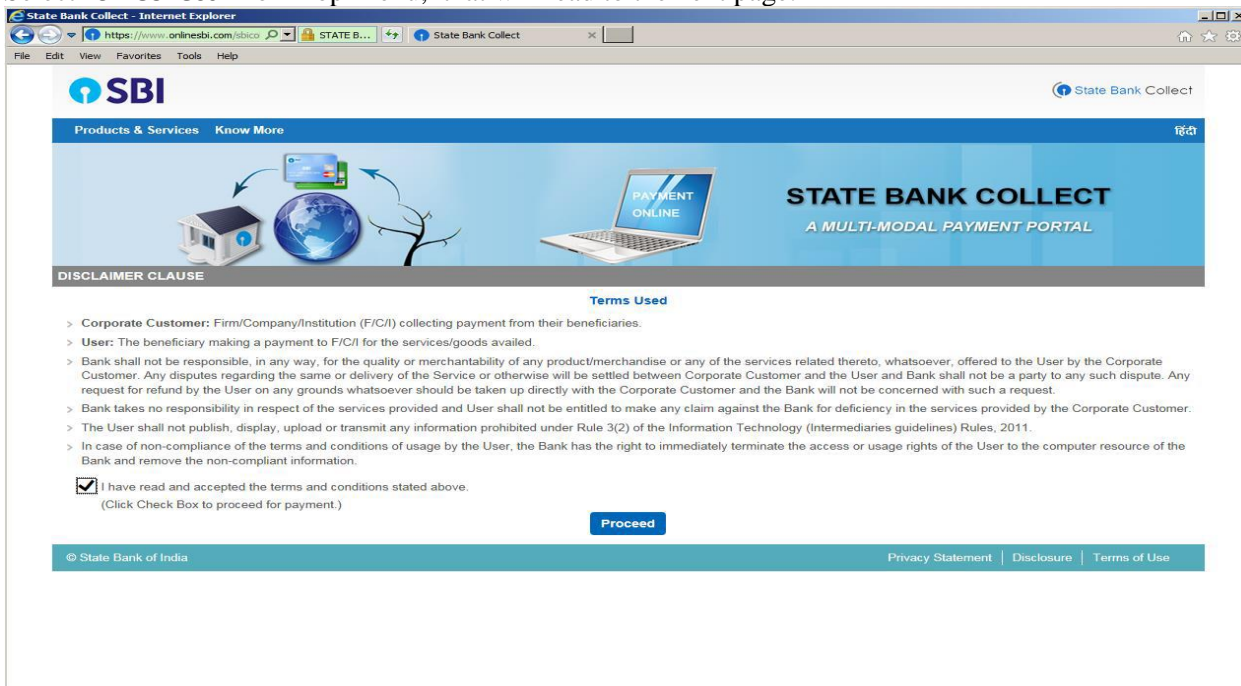 State Bank Collect - Internet Explorer
https://www.onlinesbi.com/sbico STATE B... State Bank Collect
File Edit View Favorites Tools Help
SBI State Bank Collect
Products & Services Know More हिंदी
PAYMENT
ONLINE
STATE BANK COLLECT
A MULTI-MODAL PAYMENT PORTAL
DISCLAIMER CLAUSE
Terms Used
> Corporate Customer: Firm/Company/Institution (F/C/I) collecting payment from their beneficiaries.
> User: The beneficiary making a payment to F/C/I for the services/goods availed.
> Bank shall not be responsible, in any way, for the quality or merchantability of any product/merchandise or any of the services related thereto, whatsoever, offered to the User by the Corporate
Customer. Any disputes regarding the same or delivery of the Service or otherwise will be settled between Corporate Customer and the User and Bank shall not be a party to any such dispute. Any
request for refund by the User on any grounds whatsoever should be taken up directly with the Corporate Customer and the Bank will not be concerned with such a request.
> Bank takes no responsibility in respect of the services provided and User shall not be entitled to make any claim against the Bank for deficiency in the services provided by the Corporate Customer.
> The User shall not publish, display, upload or transmit any information prohibited under Rule 3(2) of the Information Technology (Intermediaries guidelines) Rules, 2011.
> In case of non-compliance of the terms and conditions of usage by the User, the Bank has the right to immediately terminate the access or usage rights of the User to the computer resource of the
Bank and remove the non-compliant information.
I have read and accepted the terms and conditions stated above.
(Click Check Box to proceed for payment.)
Proceed
© State Bank of India Privacy Statement | Disclosure | Terms of Use